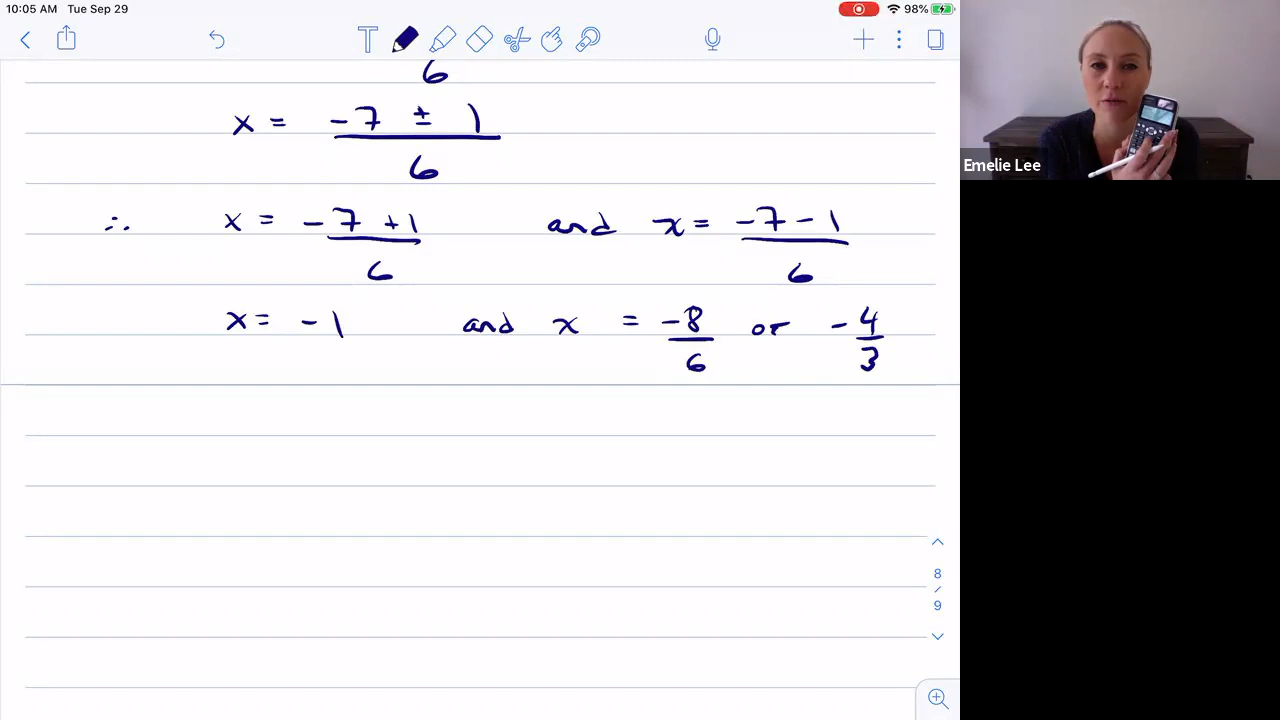 10:05 AM Tue Sep 29 98%
T
6
x = -7 ± 1
6
∴ x = -7 + 1 and x = -7 - 1
6 6
x = -1 and x = -8 or -4
6 3
Emelie Lee
8
/
9